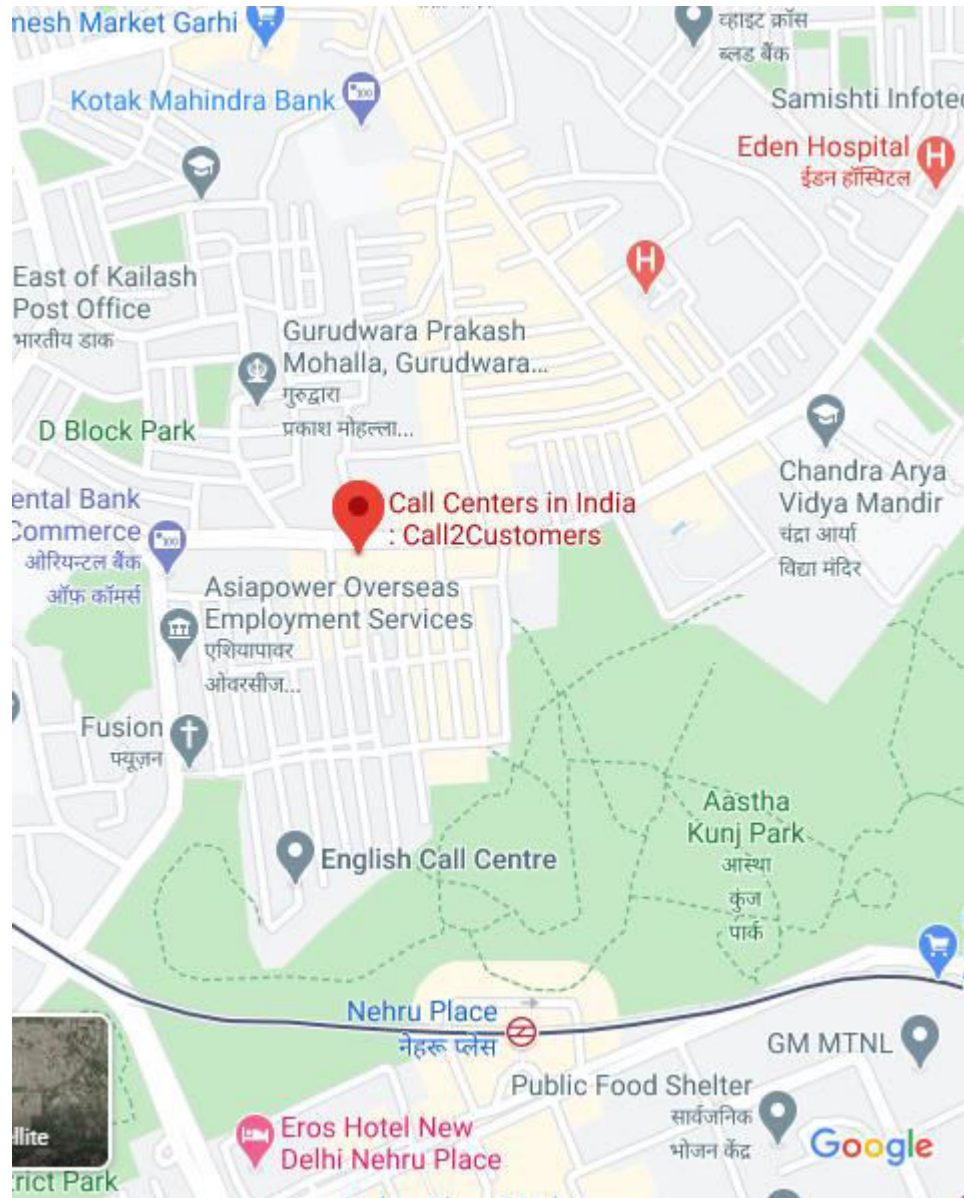 nesh Market Garhi
व्हाइट क्रॉस
ब्लड बैंक
Kotak Mahindra Bank
Samishti Infotec
Eden Hospital
ईडन हॉस्पिटल
East of Kailash
Post Office
भारतीय डाक
Gurudwara Prakash
Mohalla, Gurudwara...
गुरुद्वारा
प्रकाश मोहल्ला...
D Block Park
Chandra Arya
Vidya Mandir
चंद्रा आर्या
विद्या मंदिर
ental Bank
Commerce
ओरियन्टल बैंक
ऑफ़ कॉमर्स
Call Centers in India
: Call2Customers
Asiapower Overseas
Employment Services
एशियापावर
ओवरसीज...
Fusion
फ्यूज़न
Aastha
Kunj Park
आस्था
कुंज
पार्क
English Call Centre
Nehru Place
नेहरू प्लेस
GM MTNL
Public Food Shelter
सार्वजनिक
भोजन केंद्र
Eros Hotel New
Delhi Nehru Place
Google
llite
trict Park